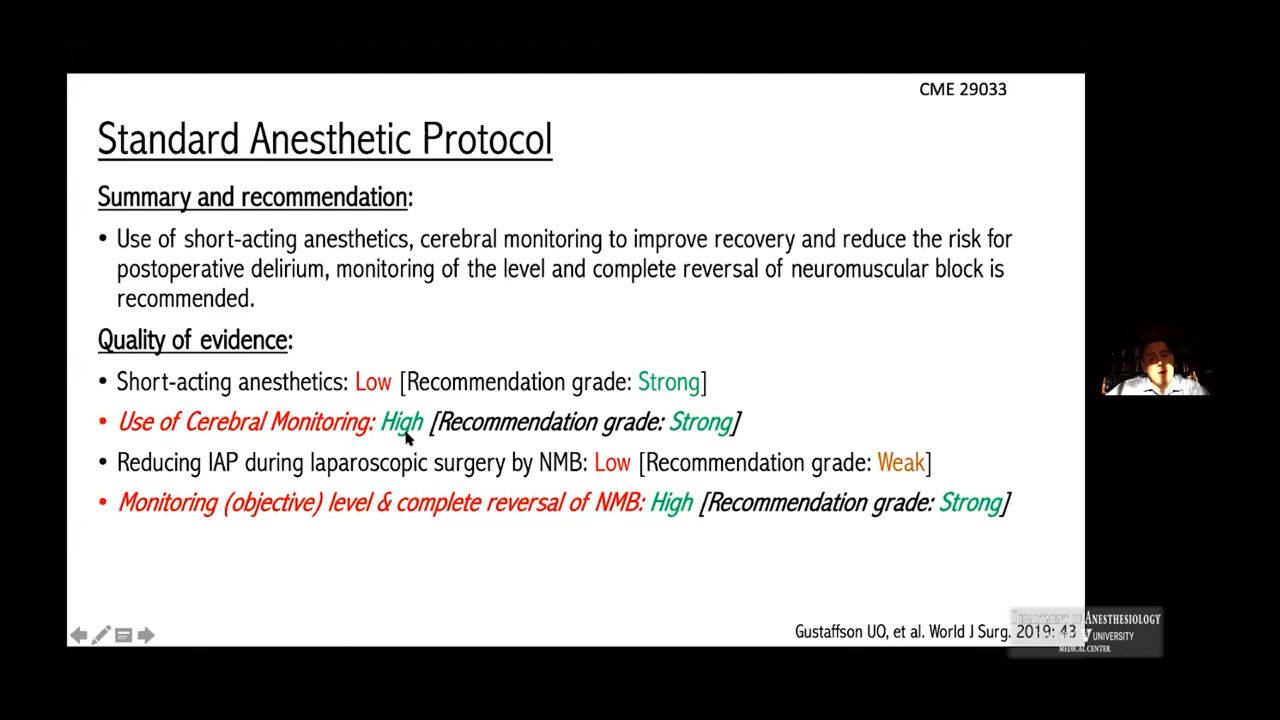 CME 29033
Standard Anesthetic Protocol
Summary and recommendation:
• Use of short-acting anesthetics, cerebral monitoring to improve recovery and reduce the risk for
postoperative delirium, monitoring of the level and complete reversal of neuromuscular block is
recommended.
Quality of evidence:
• Short-acting anesthetics: Low [Recommendation grade: Strong]
• Use of Cerebral Monitoring: High [Recommendation grade: Strong]
• Reducing IAP during laparoscopic surgery by NMB: Low [Recommendation grade: Weak]
• Monitoring (objective) level & complete reversal of NMB: High [Recommendation grade: Strong]
Gustaffson UO, et al. World J Surg. 2019: 43
DEPARTMENT OF ANESTHESIOLOGY
UNIVERSITY
MEDICAL CENTER